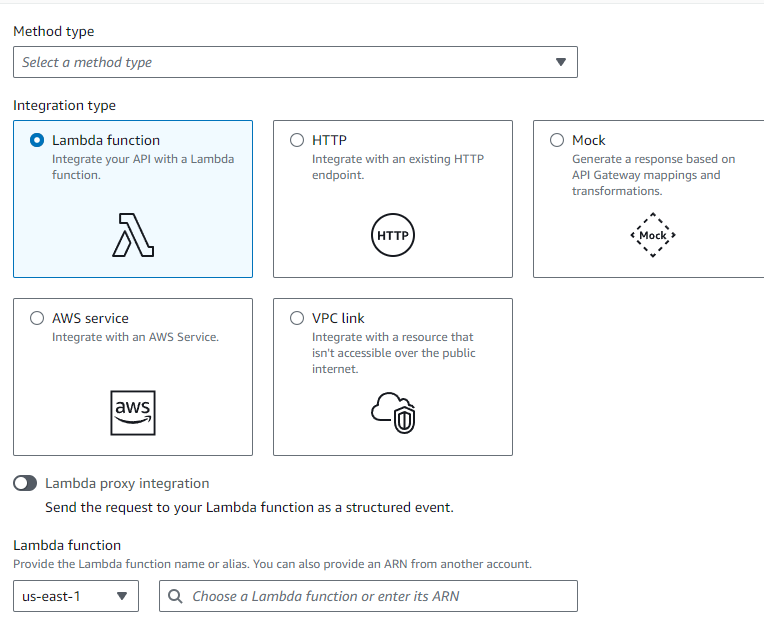 Method type
Select a method type
Integration type
Lambda function
Integrate your API with a Lambda
function.
HTTP
Integrate with an existing HTTP
endpoint.
HTTP
Mock
Generate a response based on
API Gateway mappings and
transformations.
Mock
AWS service
Integrate with an AWS Service.
aws
VPC link
Integrate with a resource that
isn't accessible over the public
internet.
Lambda proxy integration
Send the request to your Lambda function as a structured event.
Lambda function
Provide the Lambda function name or alias. You can also provide an ARN from another account.
us-east-1
Choose a Lambda function or enter its ARN